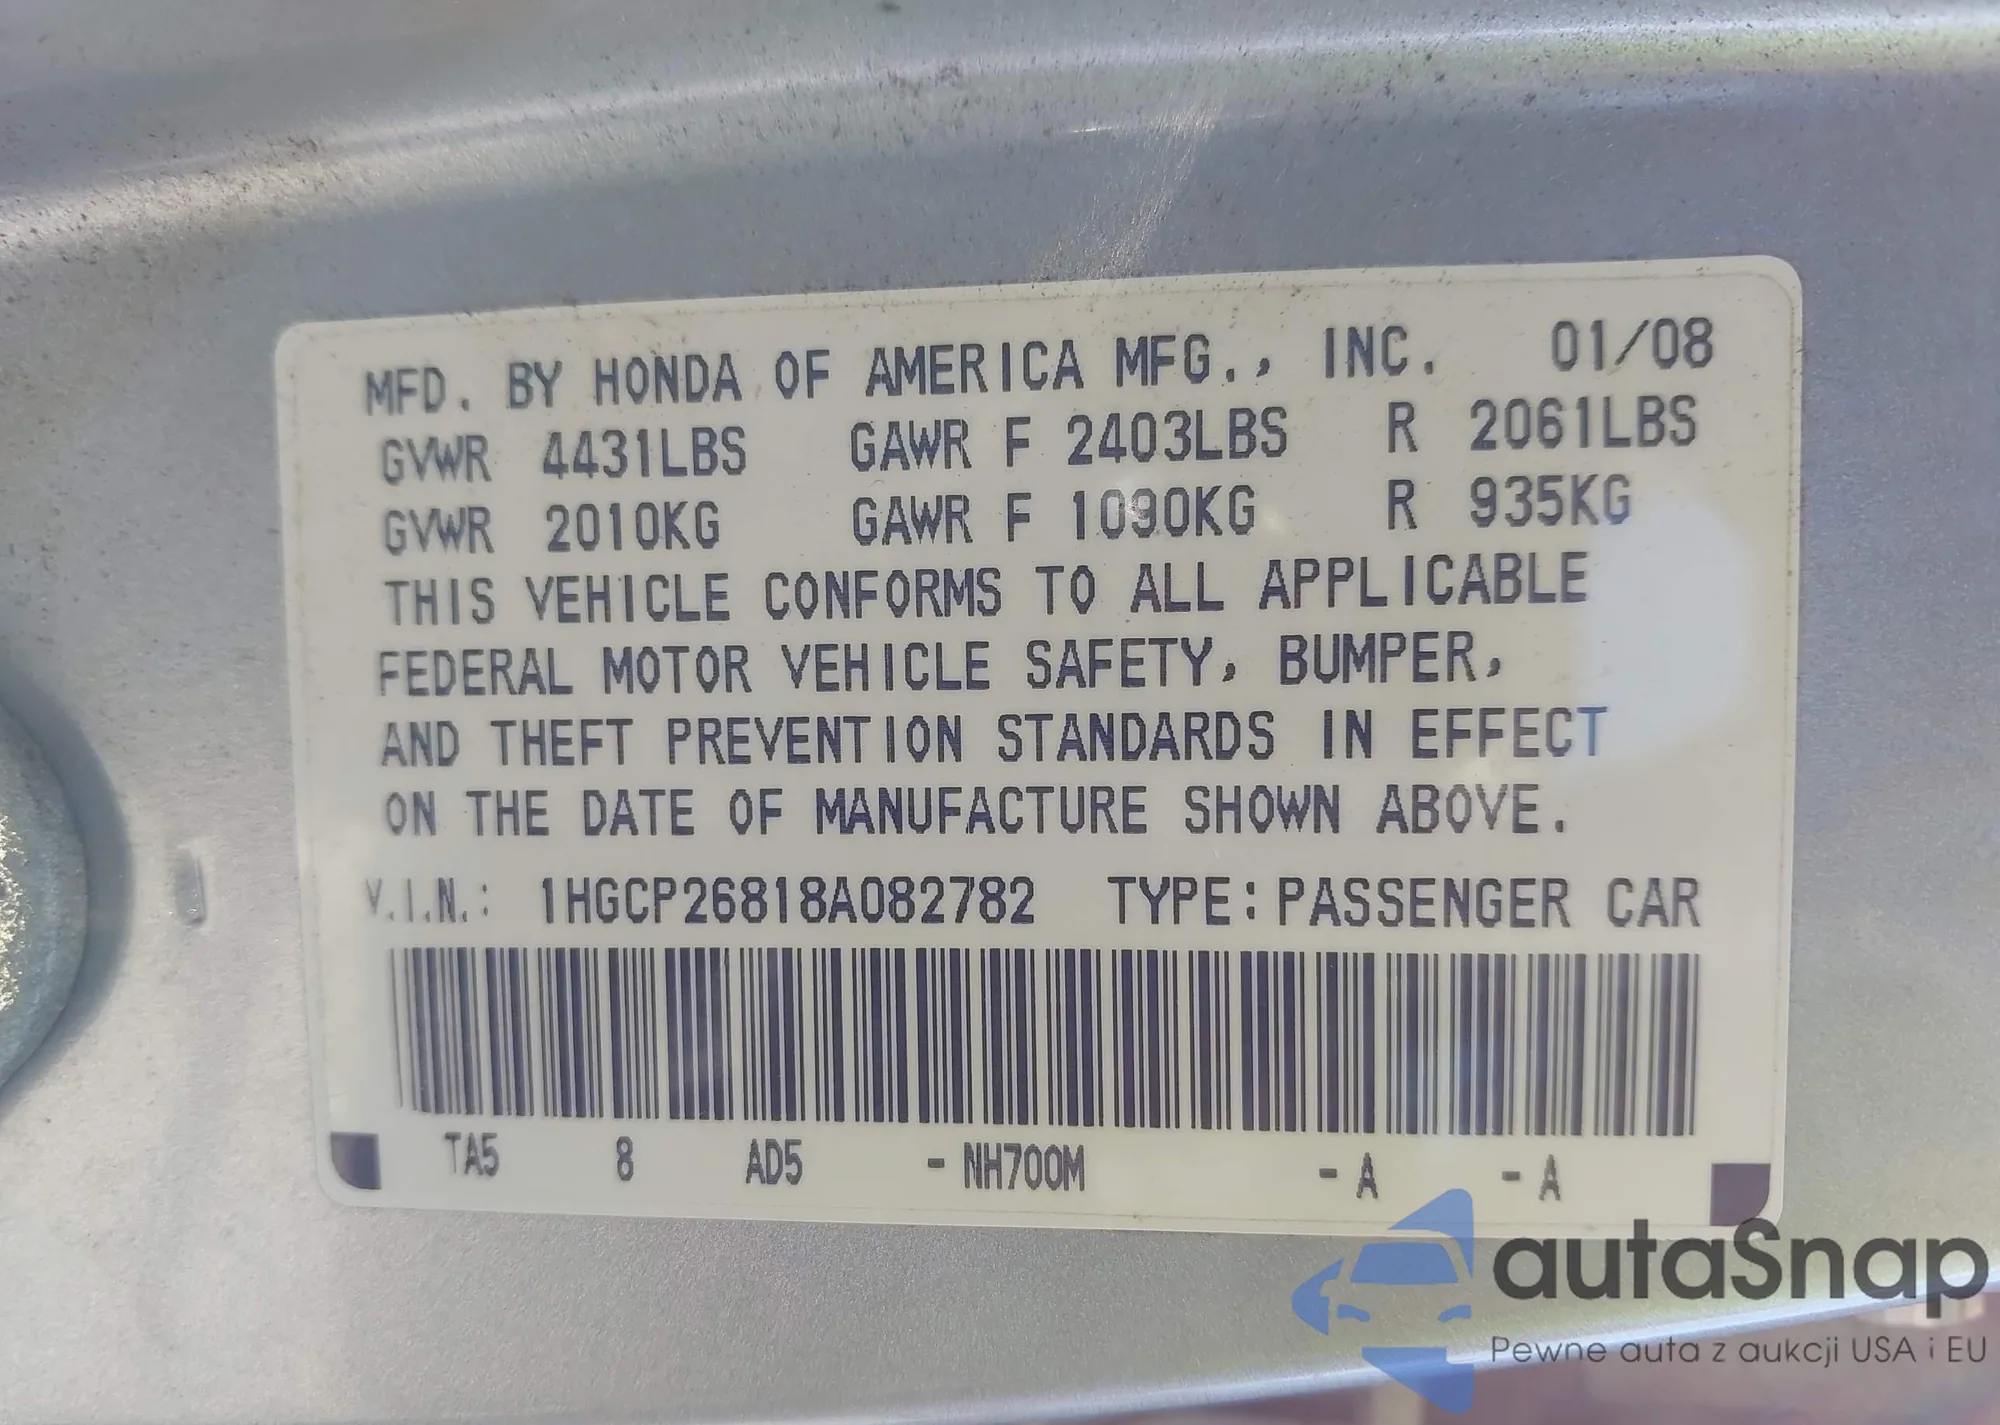 MFD. BY HONDA OF AMERICA MFG., INC. 01/08
GVWR 4431LBS GAWR F 2403LBS R 2061LBS
GVWR 2010KG GAWR F 1090KG R 935KG
THIS VEHICLE CONFORMS TO ALL APPLICABLE
FEDERAL MOTOR VEHICLE SAFETY, BUMPER,
AND THEFT PREVENTION STANDARDS IN EFFECT
ON THE DATE OF MANUFACTURE SHOWN ABOVE.
V.I.N.: 1HGCP26818A082782 TYPE: PASSENGER CAR
TA5 8 AD5 - NH700M - A - A
autaSnap
Pewne auta z aukcji USA i EU